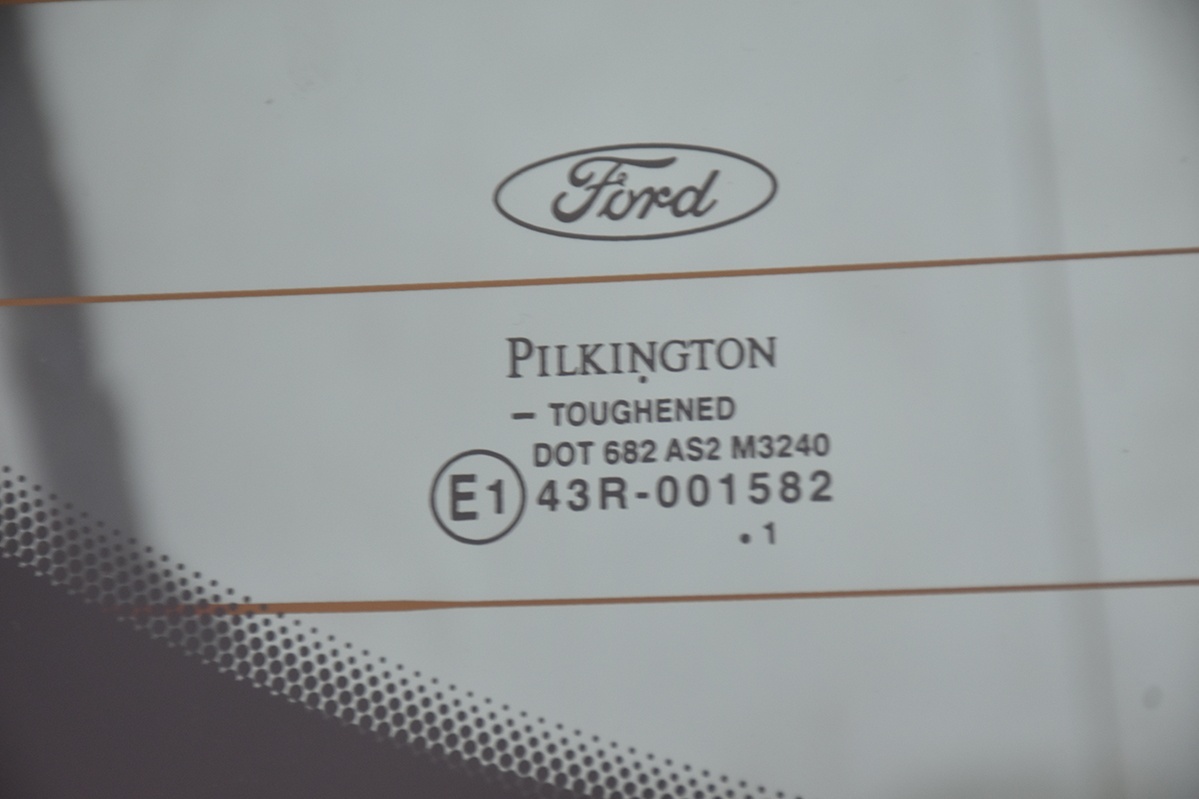 Ford
PILKINGTON
- TOUGHENED
DOT 682 AS2 M3240
E1 43R-001582
. 1